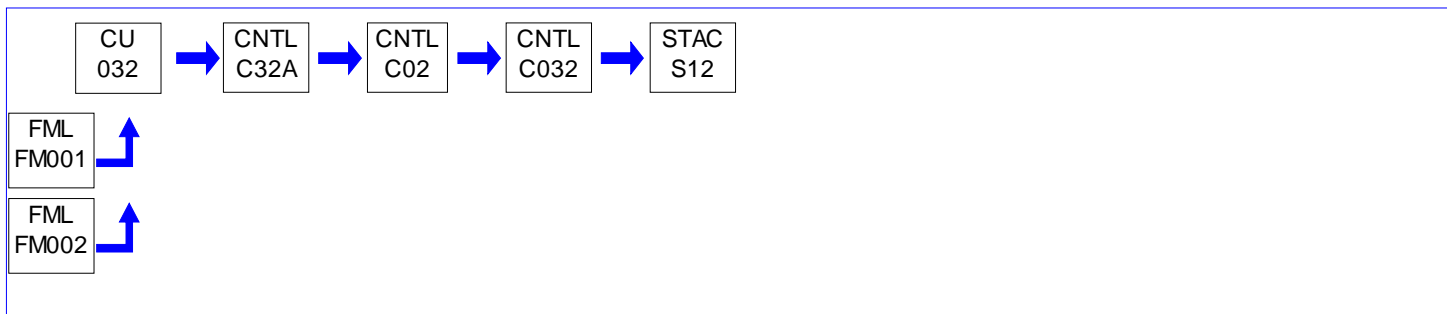 CU
032
CNTL
C32A
CNTL
C02
CNTL
C032
STAC
S12
FML
FM001
FML
FM002